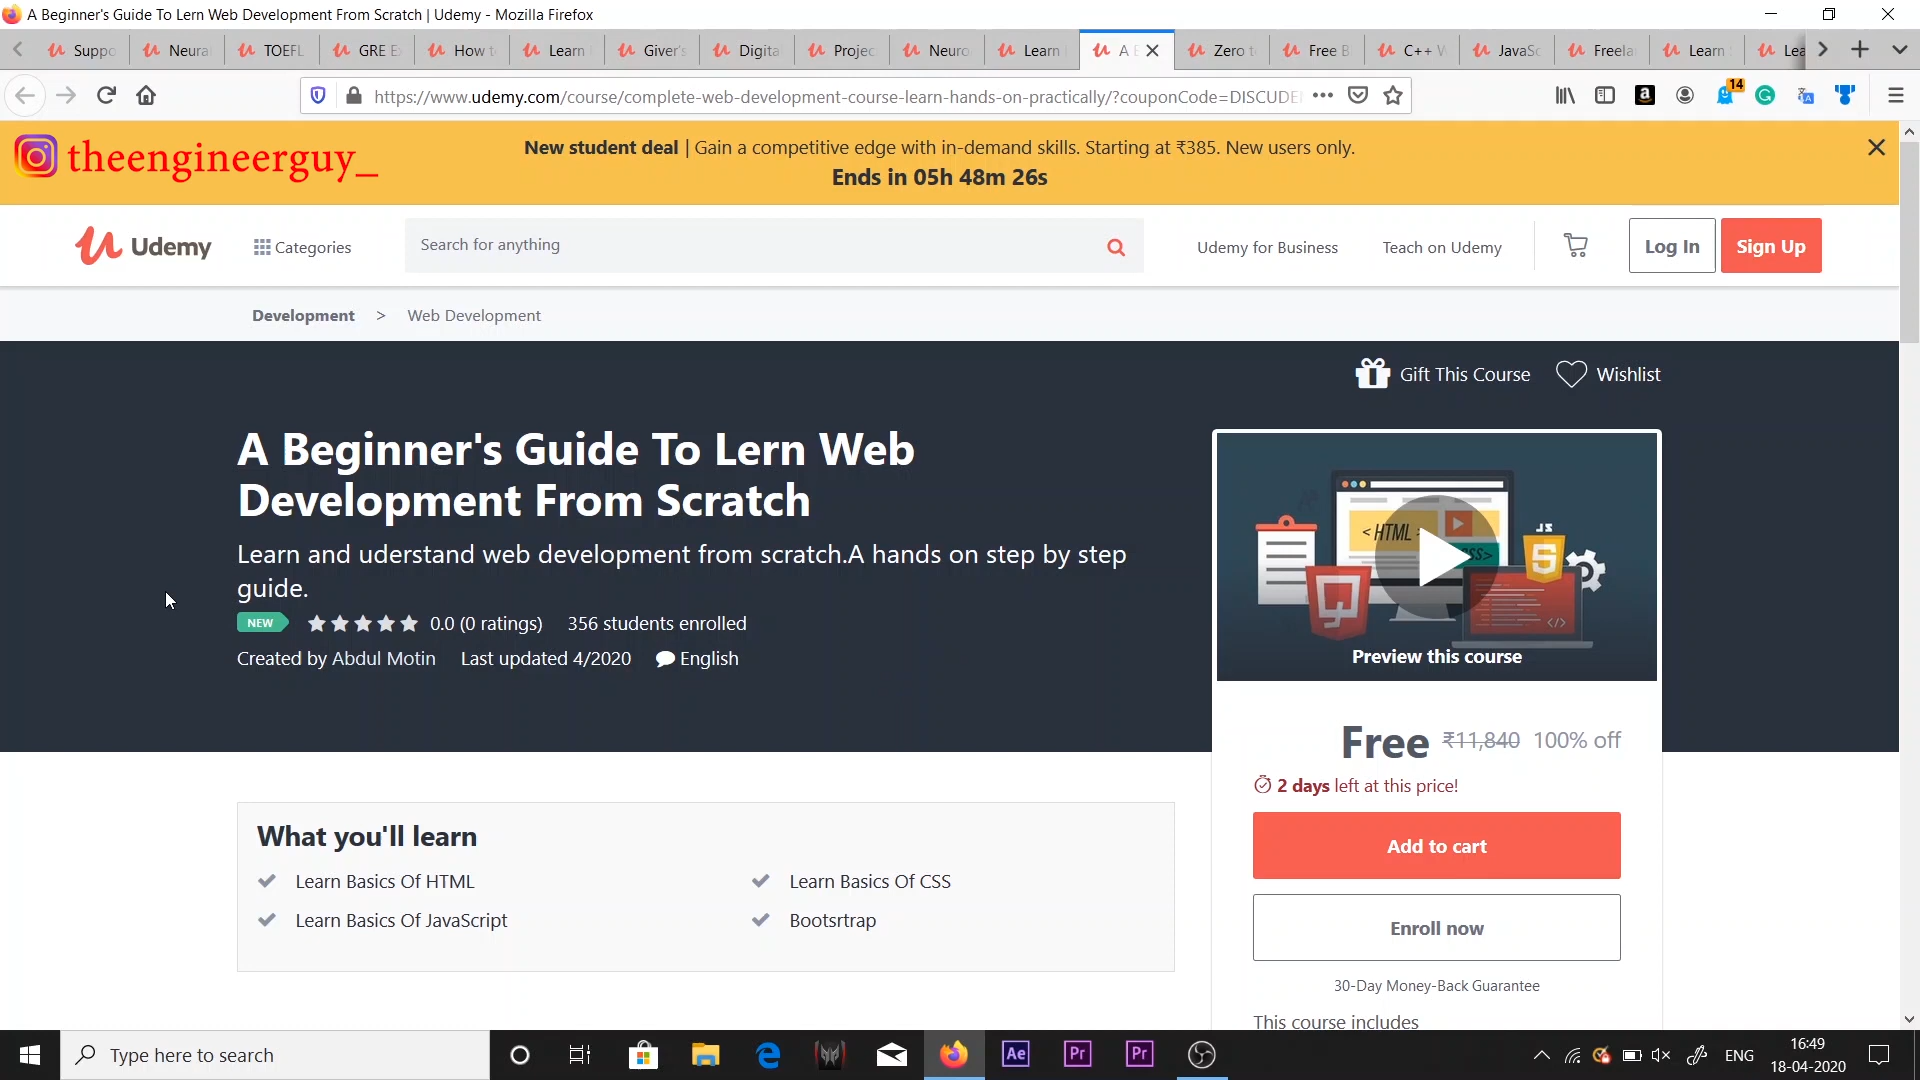 A Beginner's Guide To Lern Web Development From Scratch | Udemy - Mozilla Firefox
Suppo
Neura
TOEFL
GRE E
How t
Learn
Giver's
Digita
Projec
Neuro
Learn
A B
Zero t
Free B
C++ W
JavaSc
Freela
Learn
Lea
https://www.udemy.com/course/complete-web-development-course-learn-hands-on-practically/?couponCode=DISCUDE
14
theengineerguy_
New student deal | Gain a competitive edge with in-demand skills. Starting at ₹385. New users only.
Ends in 05h 48m 26s
Udemy
Categories
Search for anything
Udemy for Business
Teach on Udemy
Log In
Sign Up
Development > Web Development
Gift This Course
Wishlist
A Beginner's Guide To Lern Web
Development From Scratch
Learn and uderstand web development from scratch.A hands on step by step
guide.
NEW 0.0 (0 ratings) 356 students enrolled
Created by Abdul Motin Last updated 4/2020 English
< HTML
JS
</>
Preview this course
Free ₹11,840 100% off
2 days left at this price!
Add to cart
Enroll now
30-Day Money-Back Guarantee
This course includes
What you'll learn
Learn Basics Of HTML
Learn Basics Of CSS
Learn Basics Of JavaScript
Bootsrtrap
Type here to search
Ae
Pr
Pr
ENG
16:49
18-04-2020